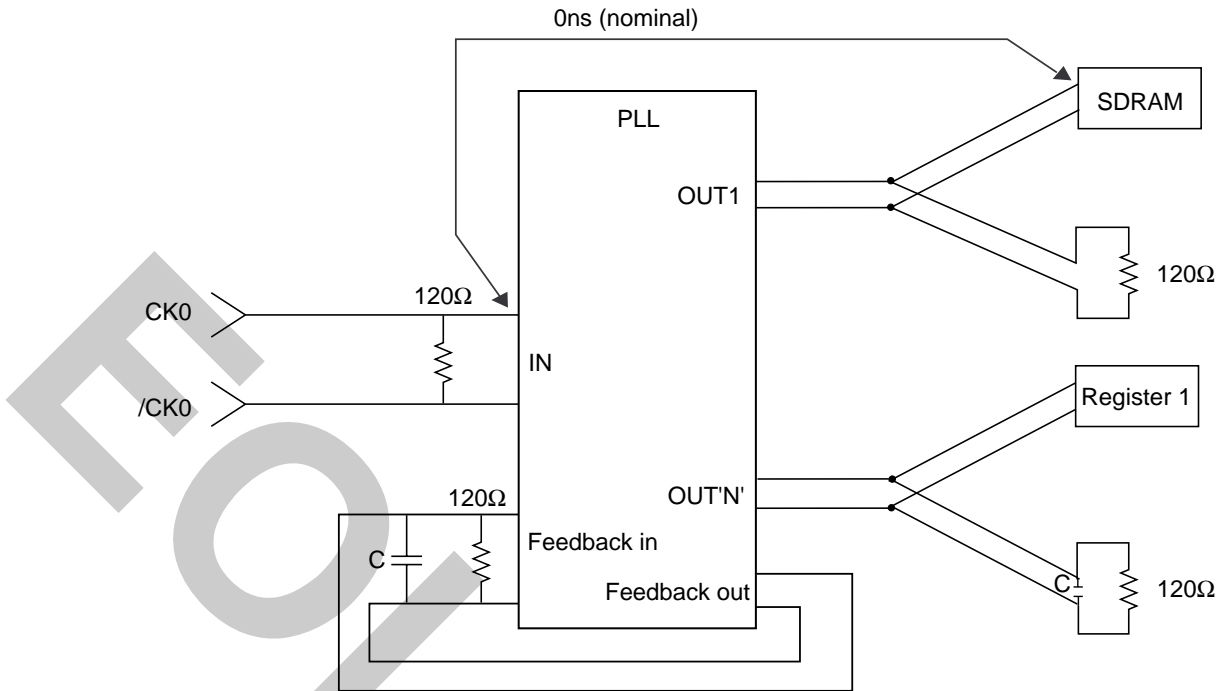 0ns (nominal)
SDRAM
PLL
OUT1
120Ω
CK0
120Ω
IN
/CK0
Register 1
OUT'N'
120Ω
Feedback in
C
Feedback out
C
120Ω
EO